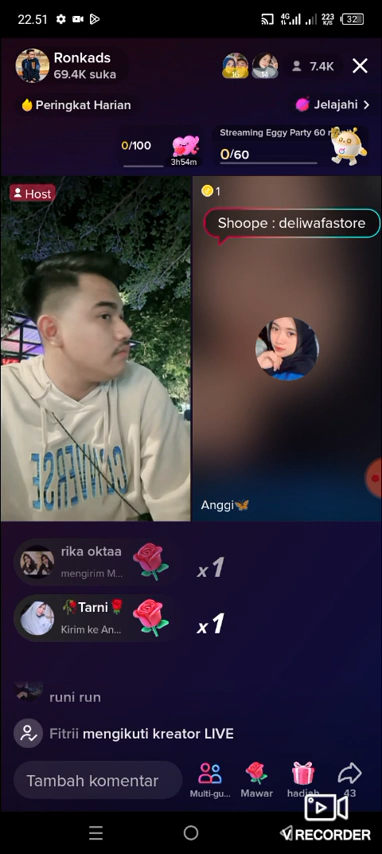 22.51
4G
223
K/S
32
Ronkads
69.4K suka
16
7.4K
Peringkat Harian
Jelajahi >
0/100
3h54m
Streaming Eggy Party 60
0/60
Host
1
Shoope : deliwafastore
CONVERSE
Anggi🦋
rika oktaa
mengirim M...
x1
🥀Tarni🌹
Kirim ke An...
x1
runi run
Fitrii mengikuti kreator LIVE
Tambah komentar
Multi-gu...
Mawar
hadiah
43
V RECORDER